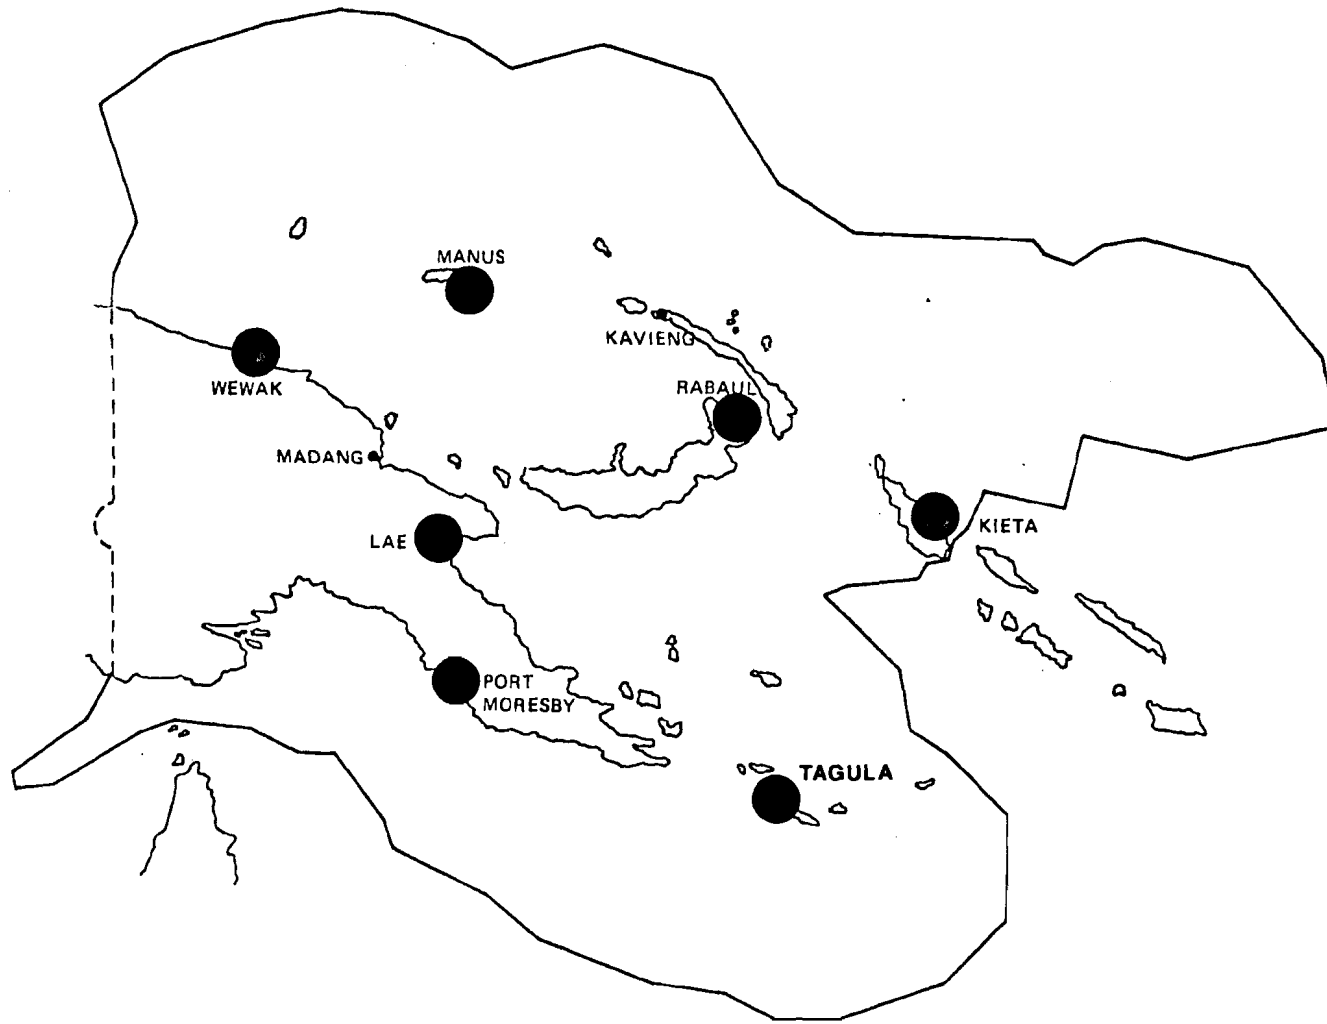 MANUS
KAVIENG
WEWAK
RABAUL
MADANG
LAE
KIETA
PORT
MORESBY
TAGULA